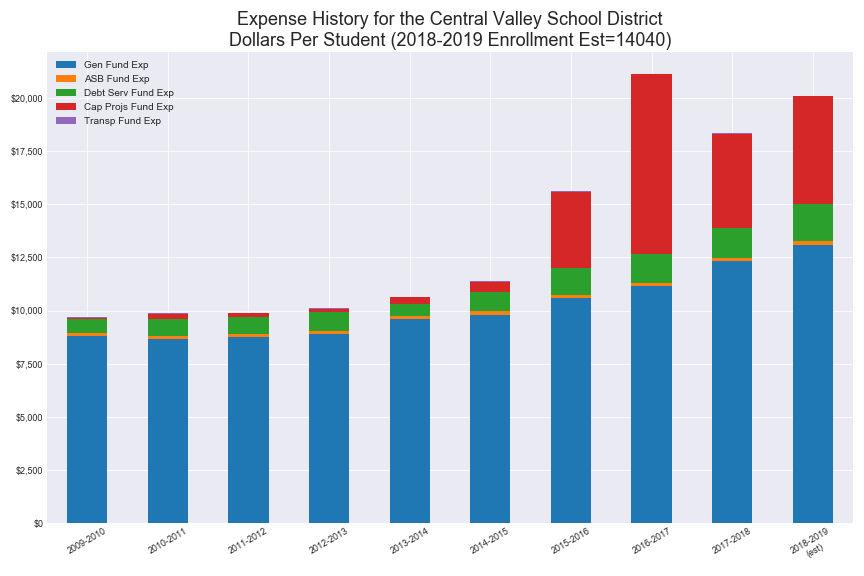 Expense History for the Central Valley School District
Dollars Per Student (2018-2019 Enrollment Est=14040)
Gen Fund Exp
ASB Fund Exp
Debt Serv Fund Exp
Cap Projs Fund Exp
Transp Fund Exp
$20,000
$17,500
$15,000
$12,500
$10,000
$7,500
$5,000
$2,500
$0
2009-2010
2010-2011
2011-2012
2012-2013
2013-2014
2014-2015
2015-2016
2016-2017
2017-2018
2018-2019
(est)